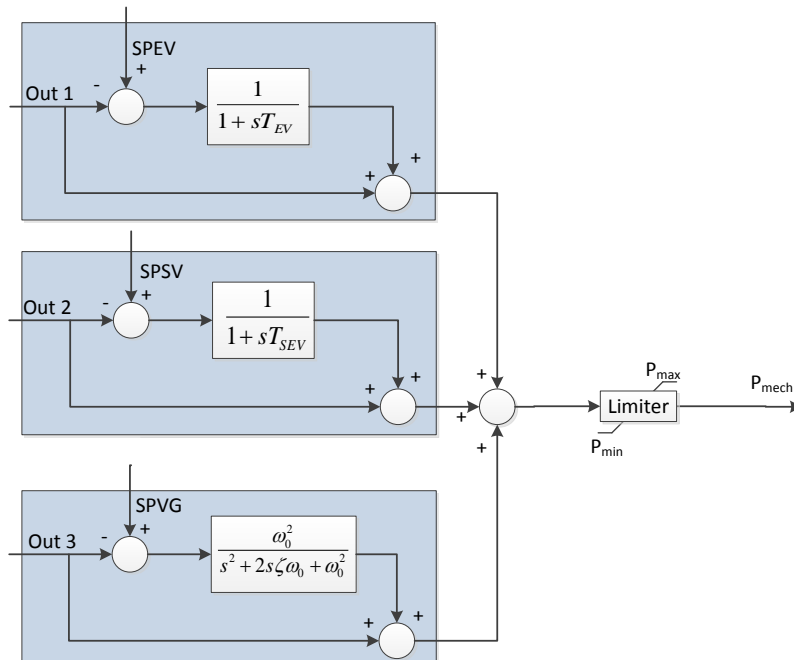 SPEV
- +
Out 1
1
1 + sT_EV
+
+
SPSV
- +
Out 2
1
1 + sT_SEV
+
+
+
+
+
P_max
P_mech
Limiter
P_min
SPVG
- +
Out 3
ω_0^2
s^2 + 2sζω_0 + ω_0^2
+
+